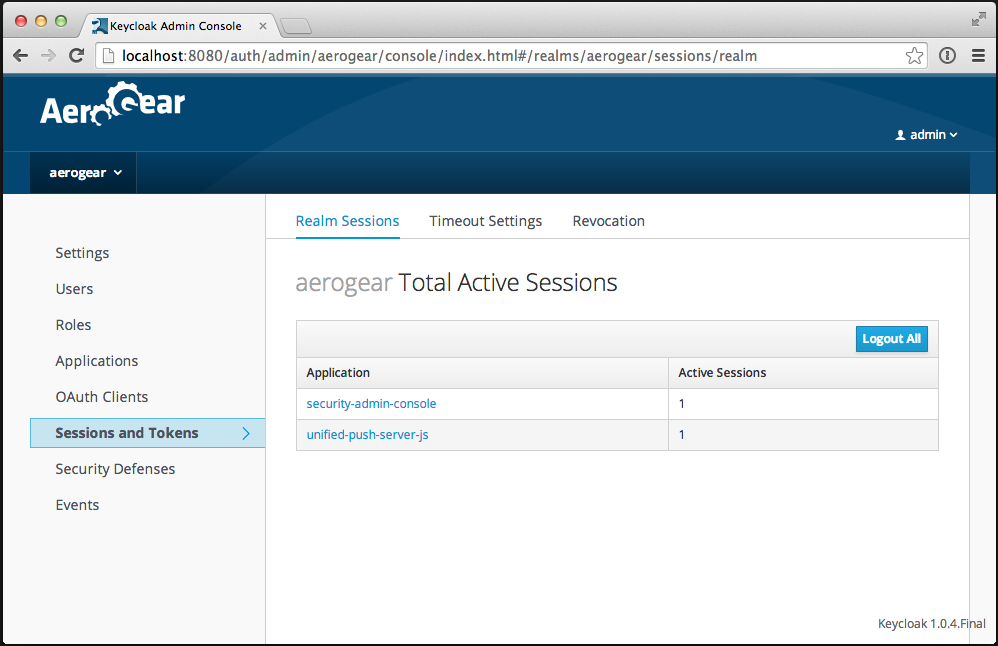 Keycloak Admin Console
localhost:8080/auth/admin/aerogear/console/index.html#/realms/aerogear/sessions/realm
AeroGear
admin
aerogear
Realm Sessions Timeout Settings Revocation
Settings
Users
Roles
Applications
OAuth Clients
Sessions and Tokens
Security Defenses
Events
aerogear Total Active Sessions
Logout All
Application Active Sessions
security-admin-console 1
unified-push-server-js 1
Keycloak 1.0.4.Final